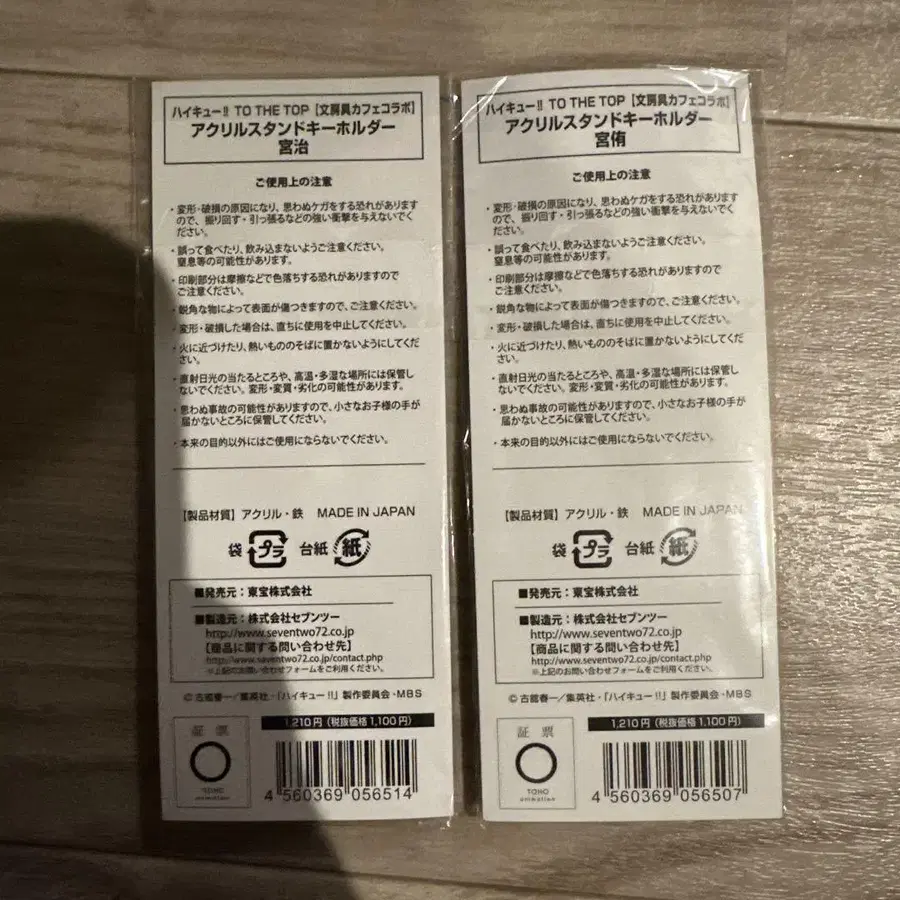 ハイキュー!! TO THE TOP【文房具カフェコラボ】
アクリルスタンドキーホルダー
宮治
ご使用上の注意
・変形・破損の原因になり、思わぬケガをする恐れがあります
ので、振り回す・引っ張るなどの強い衝撃を与えないでく
ださい。
・誤って食べたり、飲み込まないようご注意ください。
窒息等の可能性があります。
・印刷部分は摩擦などで色落ちする恐れがありますので
ご注意ください。
・鋭角な物によって表面が傷つきますので、ご注意ください。
・変形・破損した場合は、直ちに使用を中止してください。
・火に近づけたり、熱いもののそばに置かないようにしてくだ
さい。
・直射日光の当たるところや、高温・多湿な場所には保管し
ないでください。変形・変質・劣化の可能性があります。
・思わぬ事故の可能性がありますので、小さなお子様の手が
届かないところに保管してください。
・本来の目的以外にはご使用にならないでください。
【製品材質】アクリル・鉄 MADE IN JAPAN
袋 プラ 台紙 紙
■発売元：東宝株式会社
■製造元：株式会社セブンツー
http://www.seventwo72.co.jp
【商品に関する問い合わせ先】
http://www.seventwo72.co.jp/contact.php
※上記のお問い合わせフォームをご利用ください。
©古舘春一／集英社・「ハイキュー!!」製作委員会・MBS
1,210円（税抜価格1,100円）
証票
TOHO
animation
4 560369 056514
ハイキュー!! TO THE TOP【文房具カフェコラボ】
アクリルスタンドキーホルダー
宮侑
ご使用上の注意
・変形・破損の原因になり、思わぬケガをする恐れがあります
ので、振り回す・引っ張るなどの強い衝撃を与えないでく
ださい。
・誤って食べたり、飲み込まないようご注意ください。
窒息等の可能性があります。
・印刷部分は摩擦などで色落ちする恐れがありますので
ご注意ください。
・鋭角な物によって表面が傷つきますので、ご注意ください。
・変形・破損した場合は、直ちに使用を中止してください。
・火に近づけたり、熱いもののそばに置かないようにしてくだ
さい。
・直射日光の当たるところや、高温・多湿な場所には保管し
ないでください。変形・変質・劣化の可能性があります。
・思わぬ事故の可能性がありますので、小さなお子様の手が
届かないところに保管してください。
・本来の目的以外にはご使用にならないでください。
【製品材質】アクリル・鉄 MADE IN JAPAN
袋 プラ 台紙 紙
■発売元：東宝株式会社
■製造元：株式会社セブンツー
http://www.seventwo72.co.jp
【商品に関する問い合わせ先】
http://www.seventwo72.co.jp/contact.php
※上記のお問い合わせフォームをご利用ください。
©古舘春一／集英社・「ハイキュー!!」製作委員会・MBS
1,210円（税抜価格1,100円）
証票
TOHO
animation
4 560369 056507